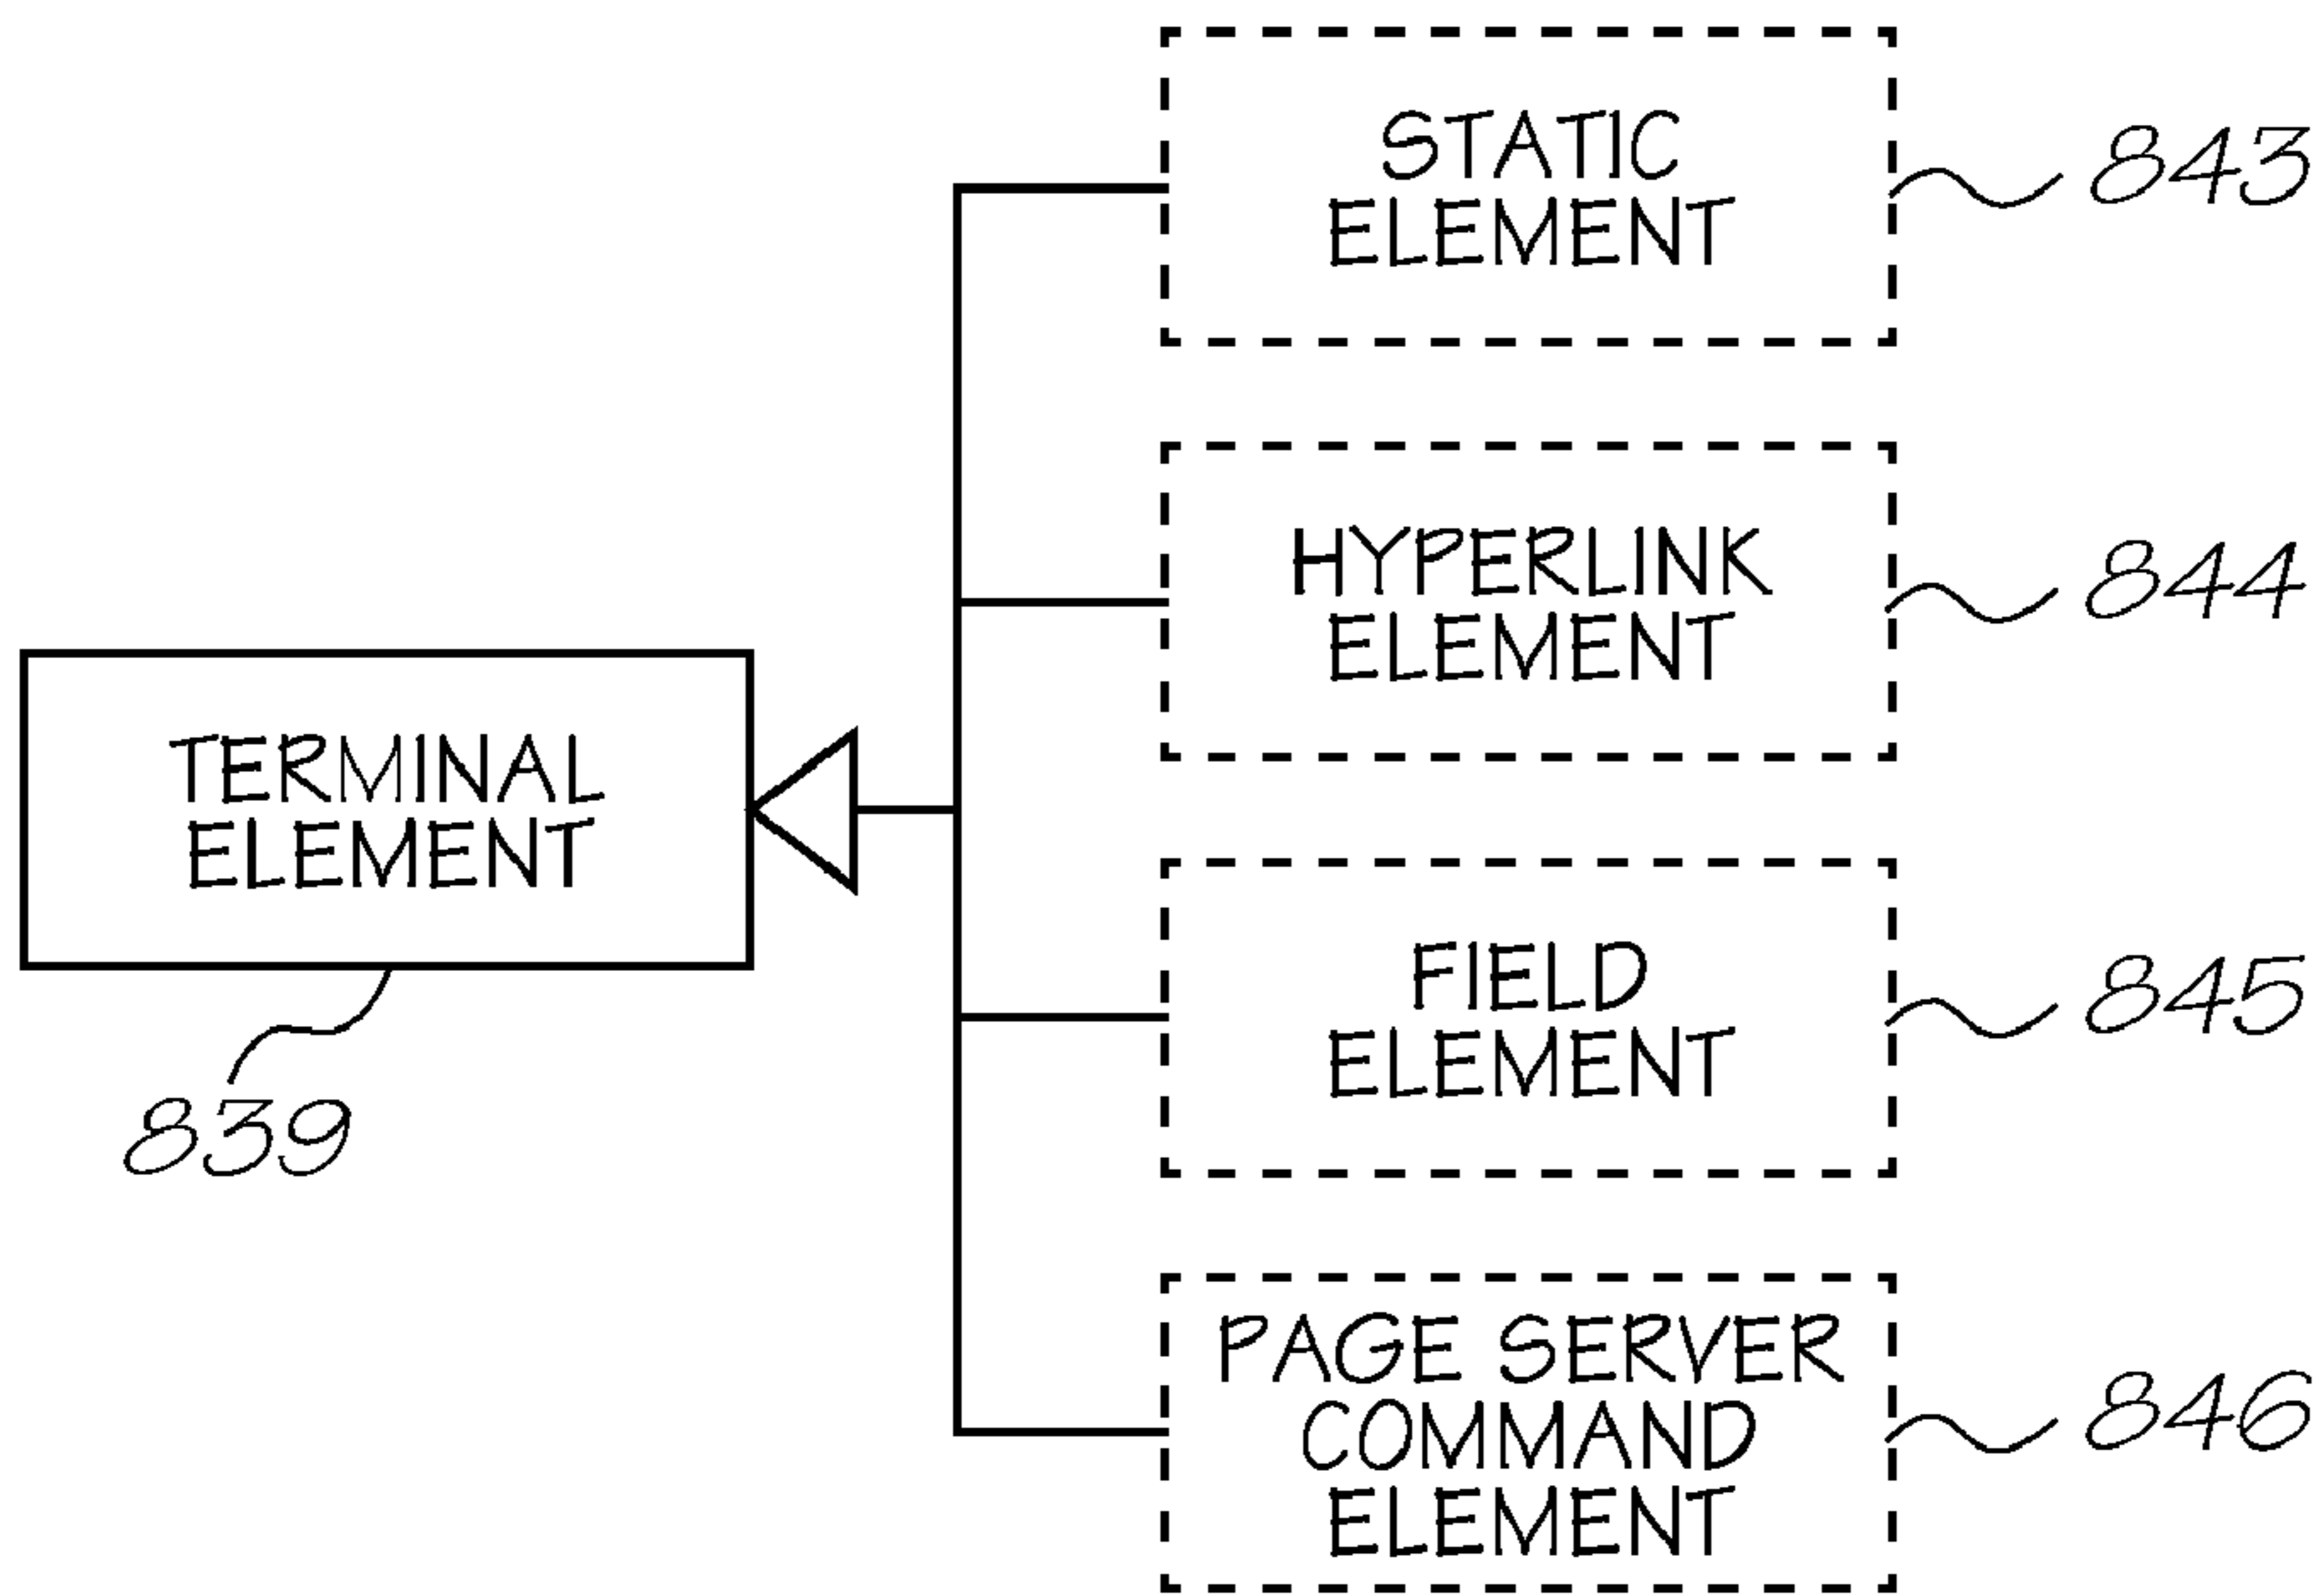 STATIC
ELEMENT
843
HYPERLINK
ELEMENT
844
TERMINAL
ELEMENT
839
FIELD
ELEMENT
845
PAGE SERVER
COMMAND
ELEMENT
846